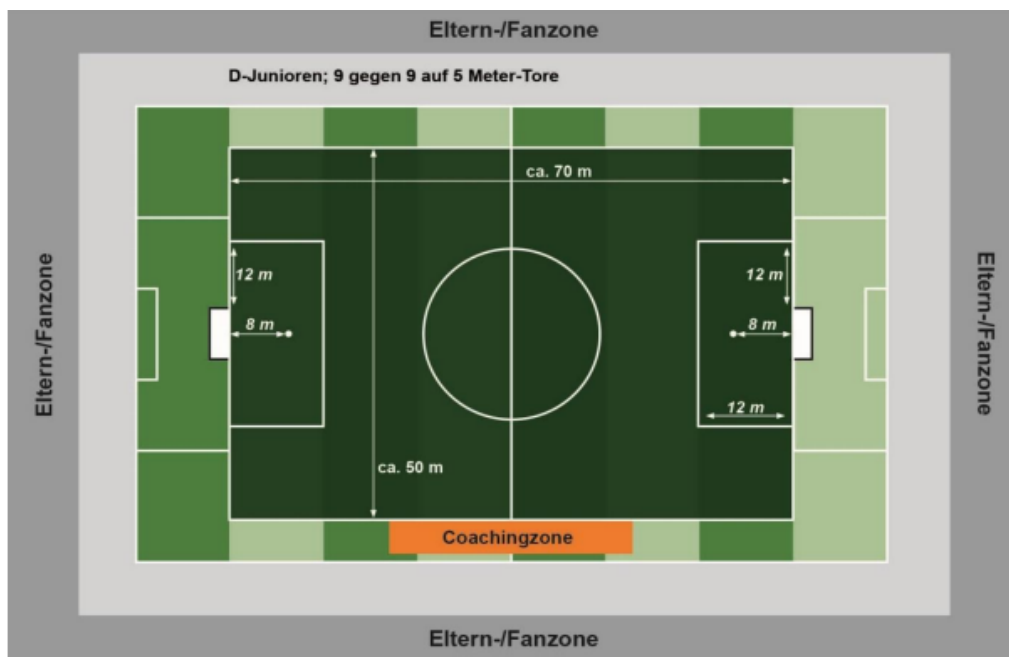 Eltern-/Fanzone
D-Junioren; 9 gegen 9 auf 5 Meter-Tore
ca. 70 m
12 m
12 m
Eltern-/Fanzone
Eltern-/Fanzone
8 m
8 m
12 m
ca. 50 m
Coachingzone
Eltern-/Fanzone